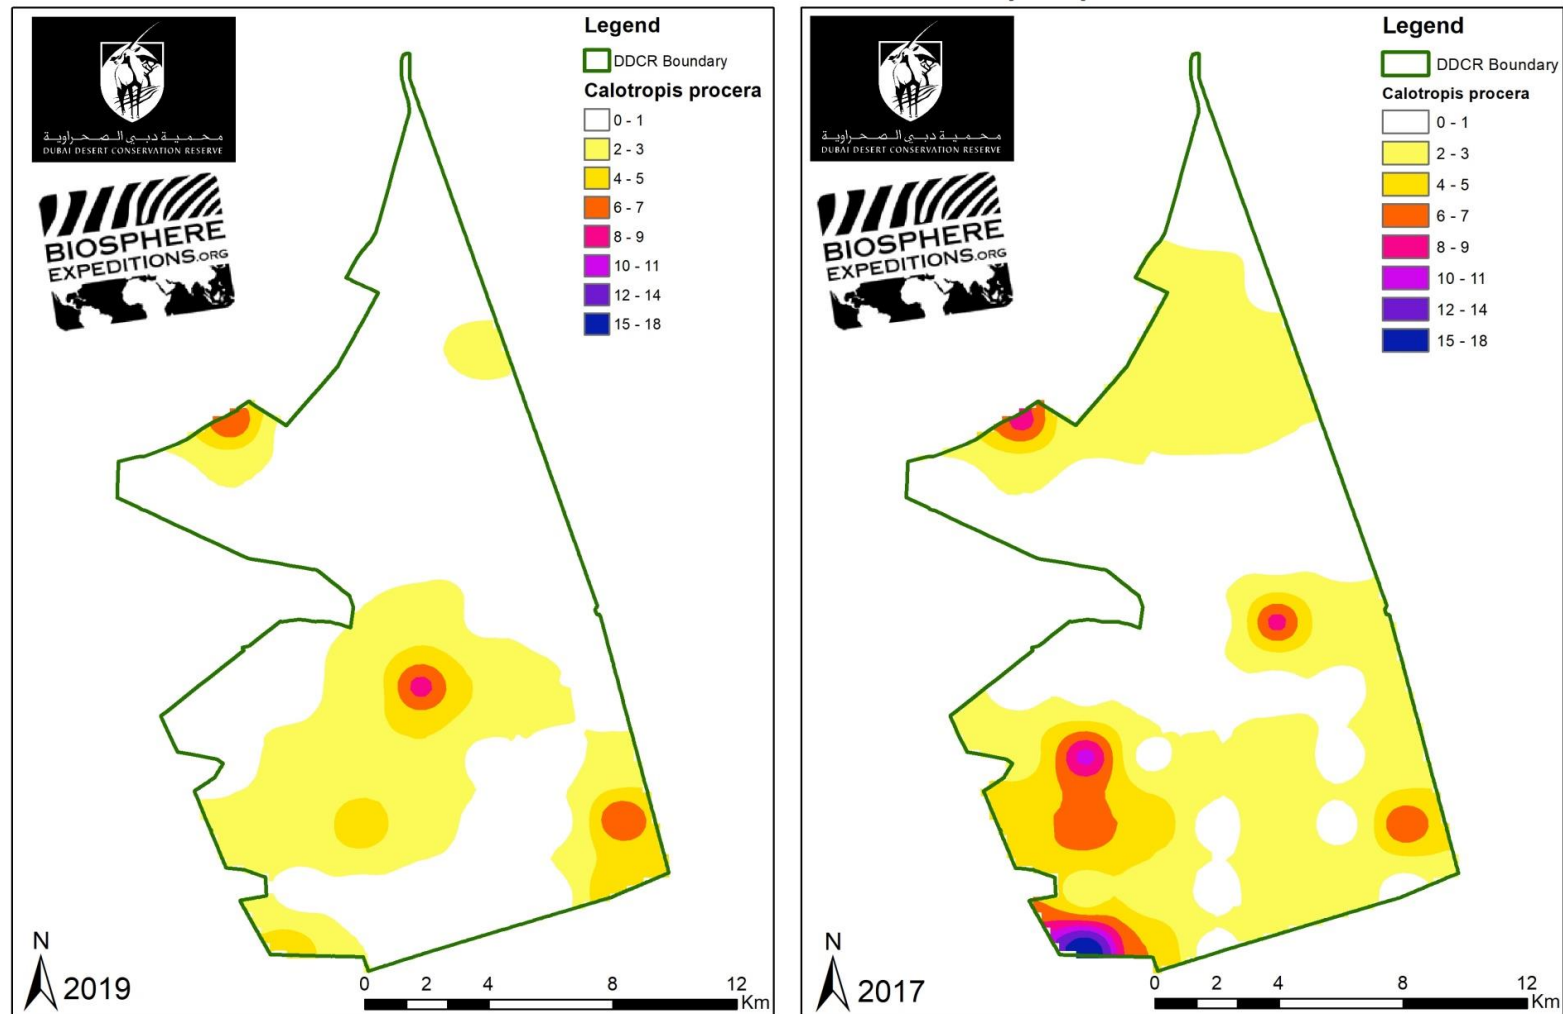 محمية دبي الصحراوية
DUBAI DESERT CONSERVATION RESERVE
BIOSPHERE
EXPEDITIONS.ORG
Legend
DDCR Boundary
Calotropis procera
0 - 1
2 - 3
4 - 5
6 - 7
8 - 9
10 - 11
12 - 14
15 - 18
N
2019
0 2 4 8 12
Km
محمية دبي الصحراوية
DUBAI DESERT CONSERVATION RESERVE
BIOSPHERE
EXPEDITIONS.ORG
Legend
DDCR Boundary
Calotropis procera
0 - 1
2 - 3
4 - 5
6 - 7
8 - 9
10 - 11
12 - 14
15 - 18
N
2017
0 2 4 8 12
Km